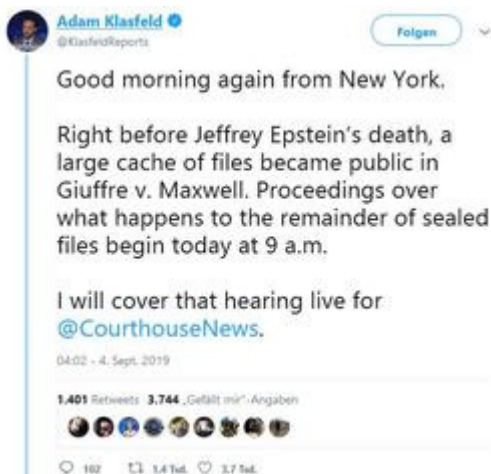 Adam Klasfeld
@KlasfeldReports
Folgen
Good morning again from New York.
Right before Jeffrey Epstein's death, a
large cache of files became public in
Giuffre v. Maxwell. Proceedings over
what happens to the remainder of sealed
files begin today at 9 a.m.
I will cover that hearing live for
@CourthouseNews.
04:02 - 4. Sept. 2019
1.401 Retweets 3.744 „Gefällt mir“-Angaben
102 1.4 Tsd. 3.7 Tsd.